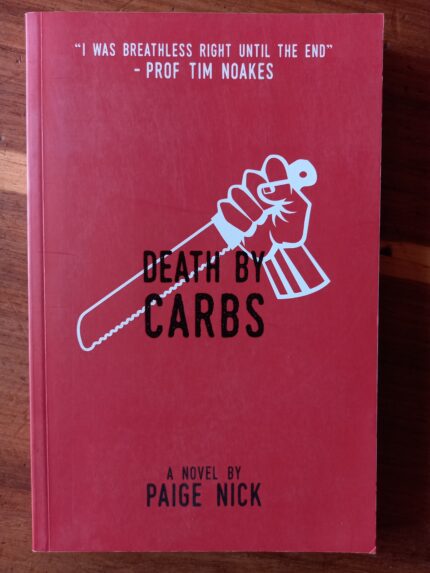 “I WAS BREATHLESS RIGHT UNTIL THE END”
- PROF TIM NOAKES
DEATH BY
CARBS
A NOVEL BY
PAIGE NICK